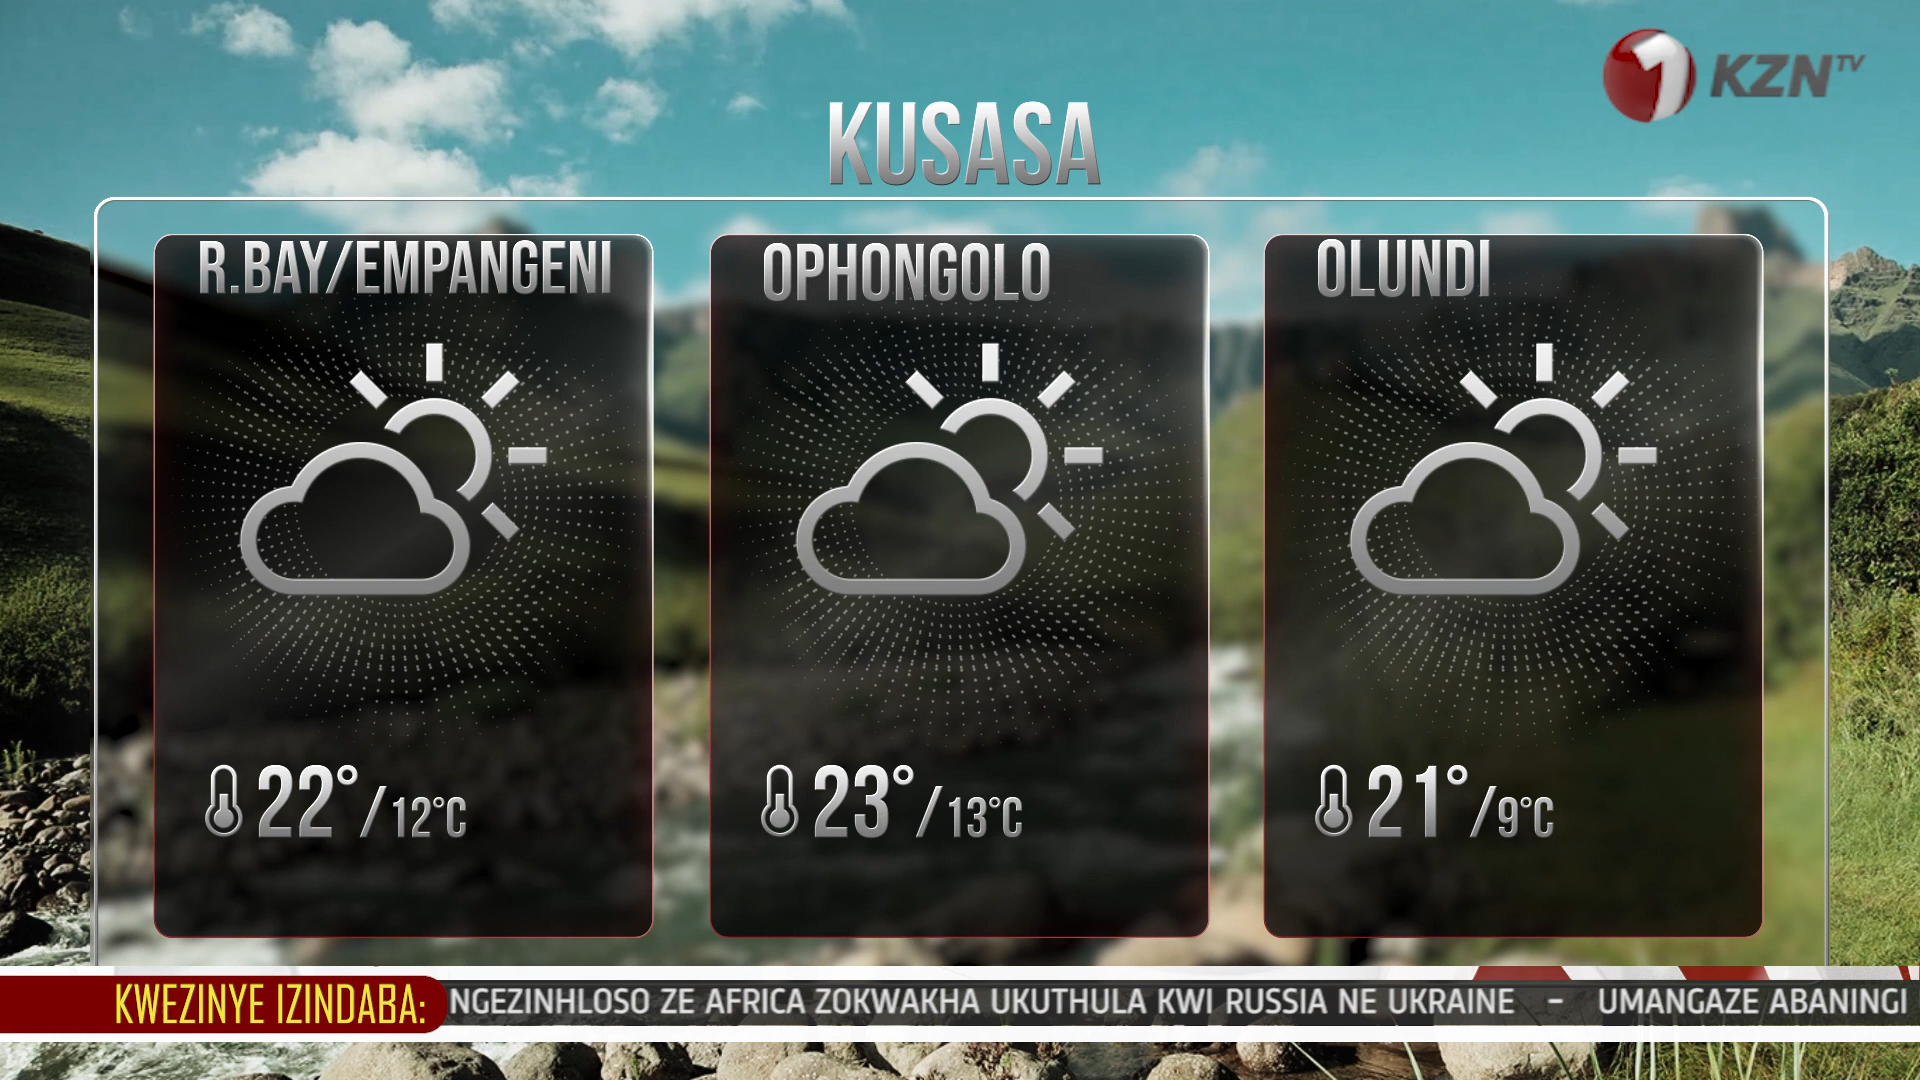 1 KZN TV
KUSASA
R.BAY/EMPANGENI
22°/12°C
OPHONGOLO
23°/13°C
OLUNDI
21°/9°C
KWEZINYE IZINDABA: NGEZINHLOSO ZE AFRICA ZOKWAKHA UKUTHULA KWI RUSSIA NE UKRAINE – UMANGAZE ABANINGI